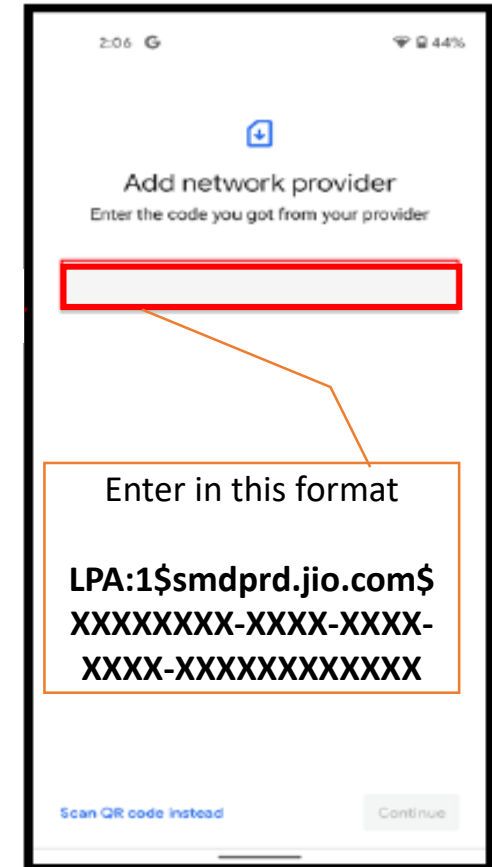 2:06 G 44%
Add network provider
Enter the code you got from your provider
Enter in this format
LPA:1$smdprd.jio.com$
XXXXXXXX-XXXX-XXXX-
XXXX-XXXXXXXXXXXX
Scan QR code instead Continue